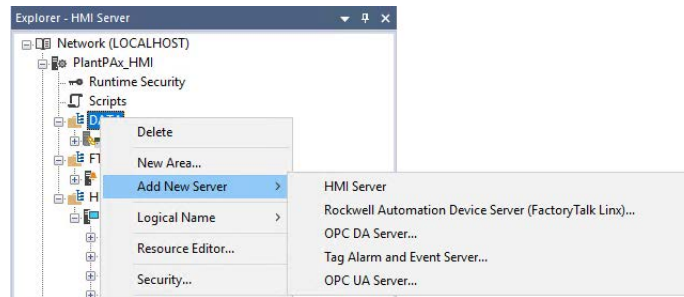 Explorer - HMI Server
Network (LOCALHOST)
PlantPAx_HMI
Runtime Security
Scripts
Delete
New Area...
Add New Server
HMI Server
Rockwell Automation Device Server (FactoryTalk Linx)...
Logical Name
OPC DA Server...
Resource Editor...
Tag Alarm and Event Server...
Security...
OPC UA Server...